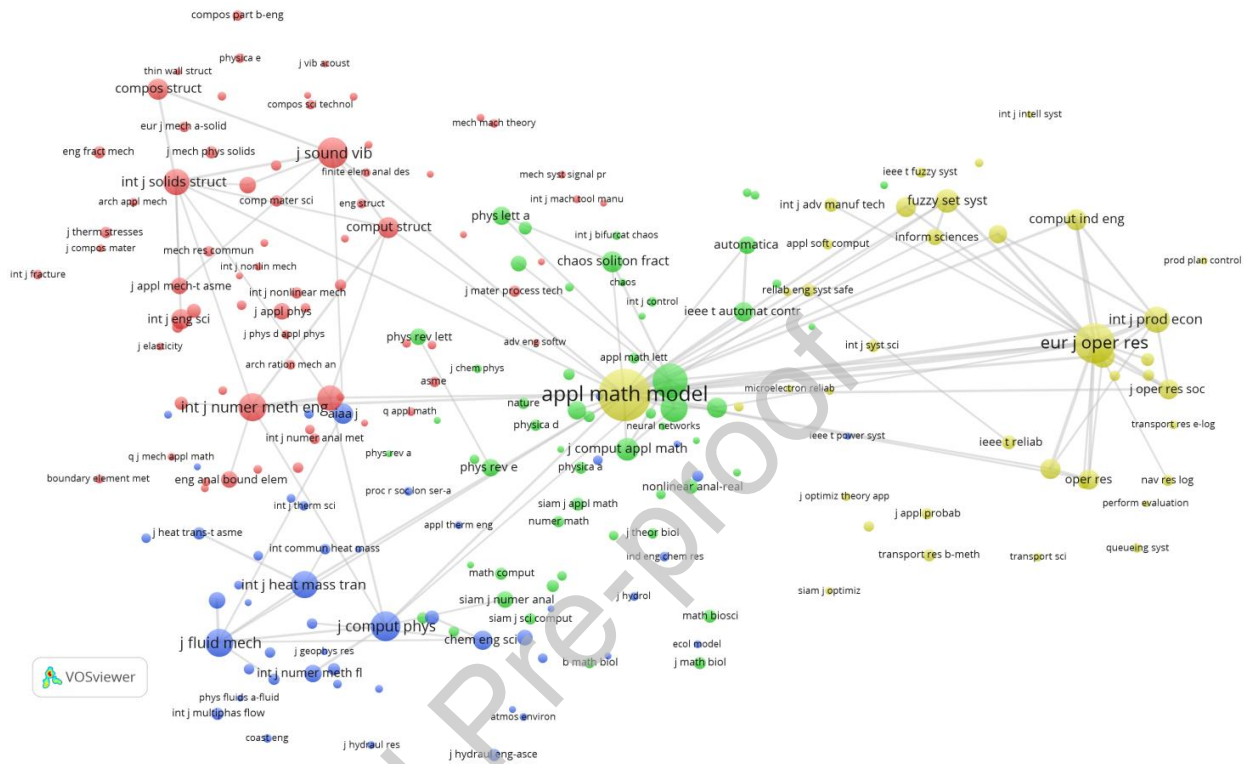 compos part b-eng
physica e
j vib acoust
thin wall struct
compos struct
compos sci technol
int j intell syst
mech mach theory
eur j mech a-solid
eng fract mech
j mech phys solids
j sound vib
finite elem anal des
ieee t fuzzy syst
mech syst signal pr
int j solids struct
comp mater sci
int j mach tool manu
arch appl mech
eng struct
int j adv manuf tech
fuzzy set syst
phys lett a
comput ind eng
comput struct
j therm stresses
int j bifurcat chaos
inform sciences
j compos mater
automatica
appl soft comput
mech res commun
chaos soliton fract
prod plan control
int j fracture
int j nonlin mech
chaos
j appl mech-t asme
reliab eng syst safe
j mater process tech
int j nonlinear mech
int j control
j appl phys
ieee t automat contr
int j eng sci
int j prod econ
j phys d appl phys
phys rev lett
adv eng softw
eur j oper res
j elasticity
int j syst sci
appl math lett
arch ration mech an
j chem phys
asme
microelectron reliab
j oper res soc
appl math model
nature
int j numer meth eng
aiaa j
q appl math
physica d
neural networks
transport res e-log
int j numer anal met
ieee t power syst
ieee t reliab
j comput appl math
phys rev a
q j mech appl math
phys rev e
physica a
boundary element met
eng anal bound elem
oper res
nav res log
proc r soc lon ser-a
nonlinear anal-real
j optimiz theory app
int j therm sci
siam j appl math
perform evaluation
j appl probab
numer math
appl therm eng
j heat trans-t asme
j theor biol
int commun heat mass
ind eng chem res
transport res b-meth
transport sci
queueing syst
math comput
int j heat mass tran
siam j optimiz
j hydrol
siam j numer anal
math biosci
siam j sci comput
j comput phys
j fluid mech
chem eng sci
ecol model
j geophys res
b math biol
j math biol
int j numer meth fl
VOSviewer
phys fluids a-fluid
int j multiphas flow
atmos environ
coast eng
j hydraul res
j hydraul eng-asce
Pre-proof